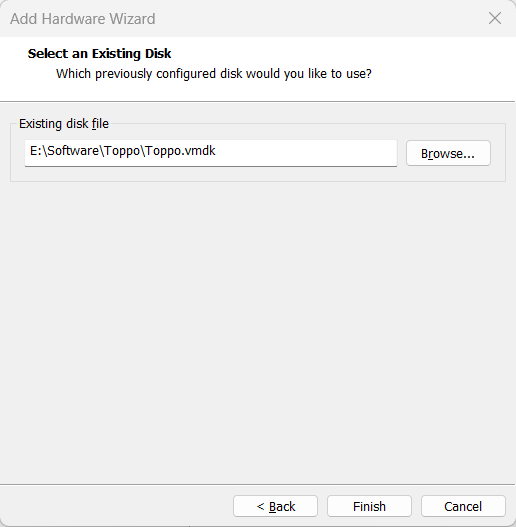 Add Hardware Wizard
Select an Existing Disk
Which previously configured disk would you like to use?
Existing disk file
E:\Software\Toppo\Toppo.vmdk
Browse...
< Back
Finish
Cancel